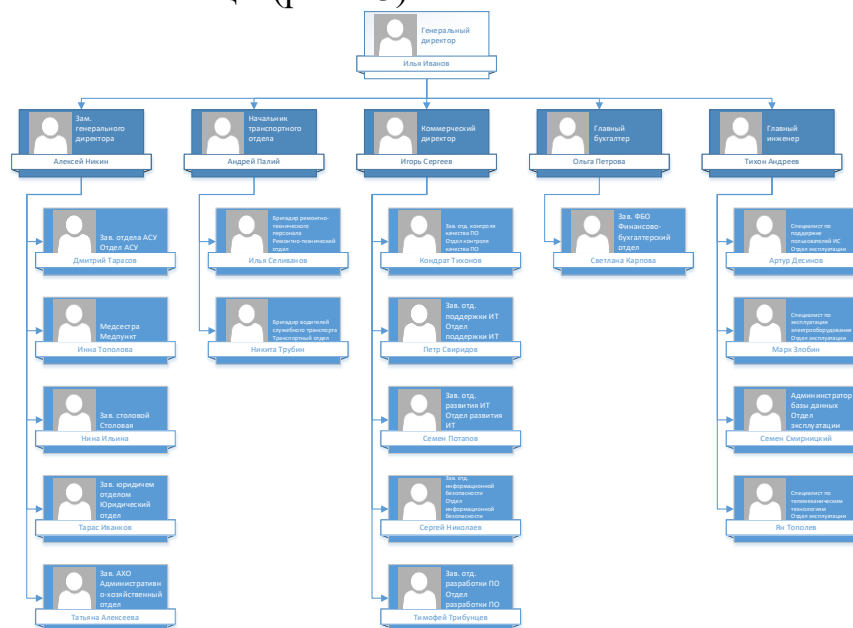 Генеральный
директор
Илья Иванов
Зам.
генерального
директора
Алексей Никин
Начальник
транспортного
отдела
Андрей Палий
Коммерческий
директор
Игорь Сергеев
Главный
бухгалтер
Ольга Петрова
Главный
инженер
Тихон Андреев
Зав. отдела АСУ
Отдел АСУ
Дмитрий Тарасов
Бригадир ремонтно-
технического
персонала
Ремонтно-технический
отдел
Илья Селиванов
Зав. отд. контроля
качества ПО
Отдел контроля
качества ПО
Кондрат Тихонов
Зав. ФБО
Финансово-
бухгалтерский
отдел
Светлана Карпова
Специалист по
поддержке
пользователей ИС
Отдел эксплуатации
Артур Десинов
Медсестра
Медпункт
Инна Тополова
Бригадир водителей
служебного транспорта
Транспортный отдел
Никита Трубин
Зав. отд.
поддержки ИТ
Отдел
поддержки ИТ
Петр Свиридов
Специалист по
эксплуатации
электрооборудования
Отдел эксплуатации
Марк Злобин
Зав. столовой
Столовая
Нина Ильина
Зав. отд.
развития ИТ
Отдел развития
ИТ
Семен Потапов
Администратор
базы данных
Отдел
эксплуатации
Семен Смирницкий
Зав. юридичем
отделом
Юридический
отдел
Тарас Иванков
Зав. отд.
информационной
безопасности
Отдел
информационной
безопасности
Сергей Николаев
Специалист по
телемеханическим
технологиям
Отдел эксплуатации
Ян Тополев
Зав. АХО
Административн
о-хозяйственный
отдел
Татьяна Алексеева
Зав. отд.
разработки ПО
Отдел
разработки ПО
Тимофей Трибунцев